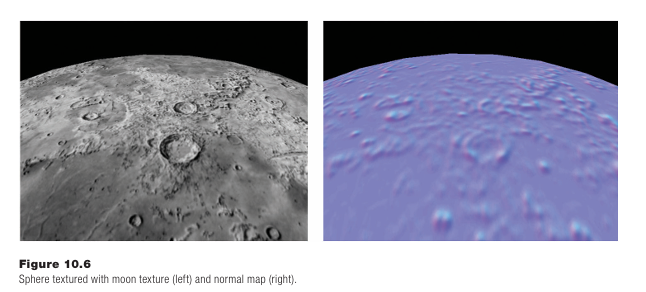 Figure 10.6
Sphere textured with moon texture (left) and normal map (right).